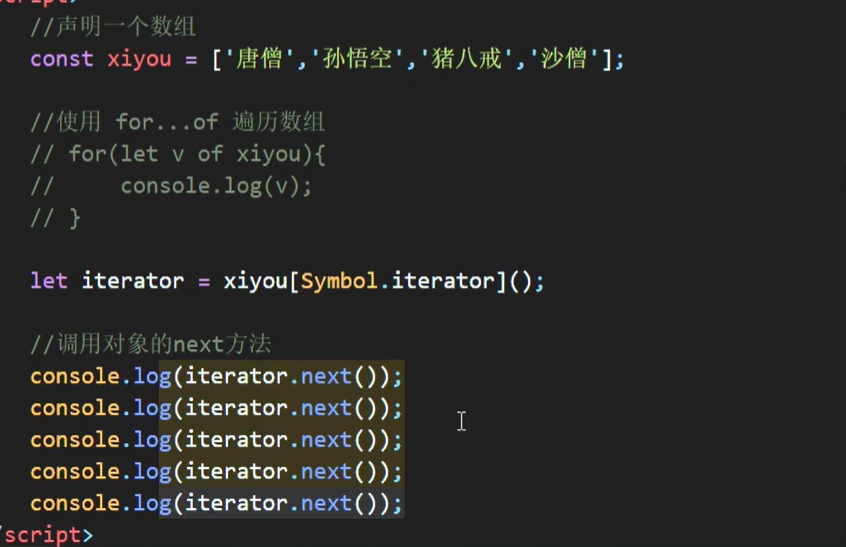 script>
//声明一个数组
const xiyou = ['唐僧','孙悟空','猪八戒','沙僧'];
//使用 for...of 遍历数组
// for(let v of xiyou){
//     console.log(v);
// }
let iterator = xiyou[Symbol.iterator]();
//调用对象的next方法
console.log(iterator.next());
console.log(iterator.next());
console.log(iterator.next());
console.log(iterator.next());
console.log(iterator.next());
/script>